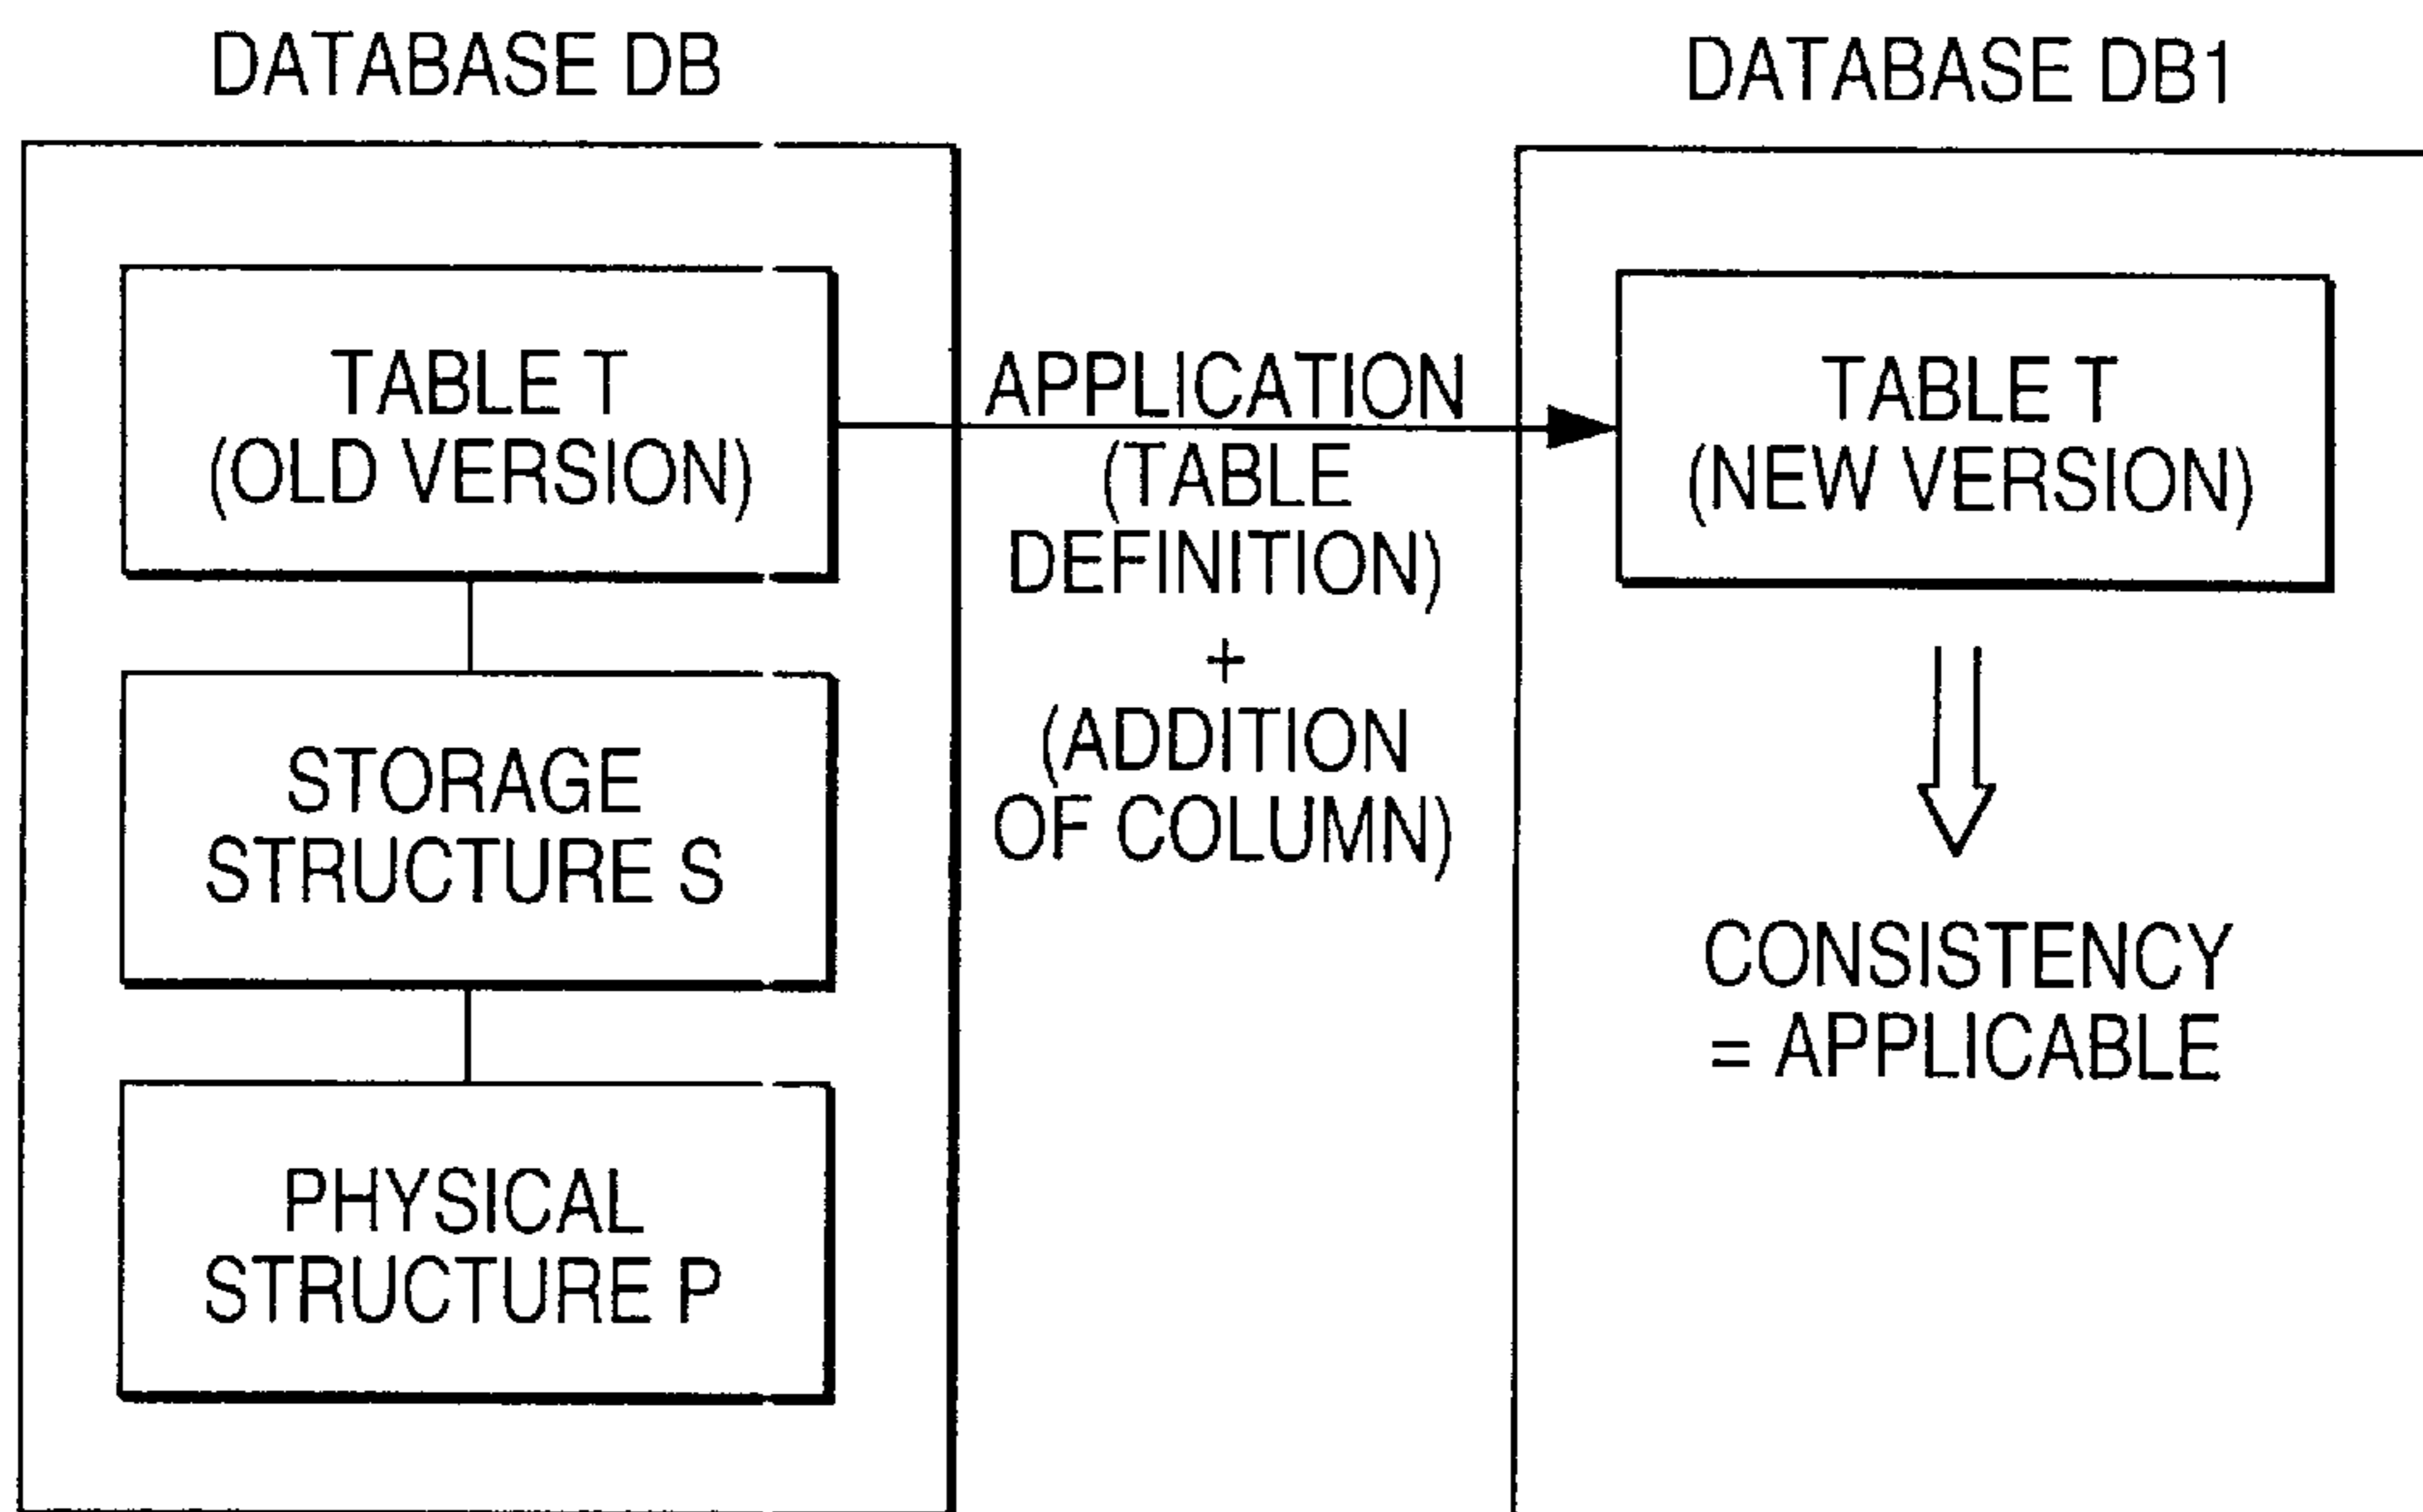 DATABASE DB
TABLE T
(OLD VERSION)
STORAGE
STRUCTURE S
PHYSICAL
STRUCTURE P
APPLICATION
(TABLE
DEFINITION)
+
(ADDITION
OF COLUMN)
DATABASE DB1
TABLE T
(NEW VERSION)
CONSISTENCY
= APPLICABLE